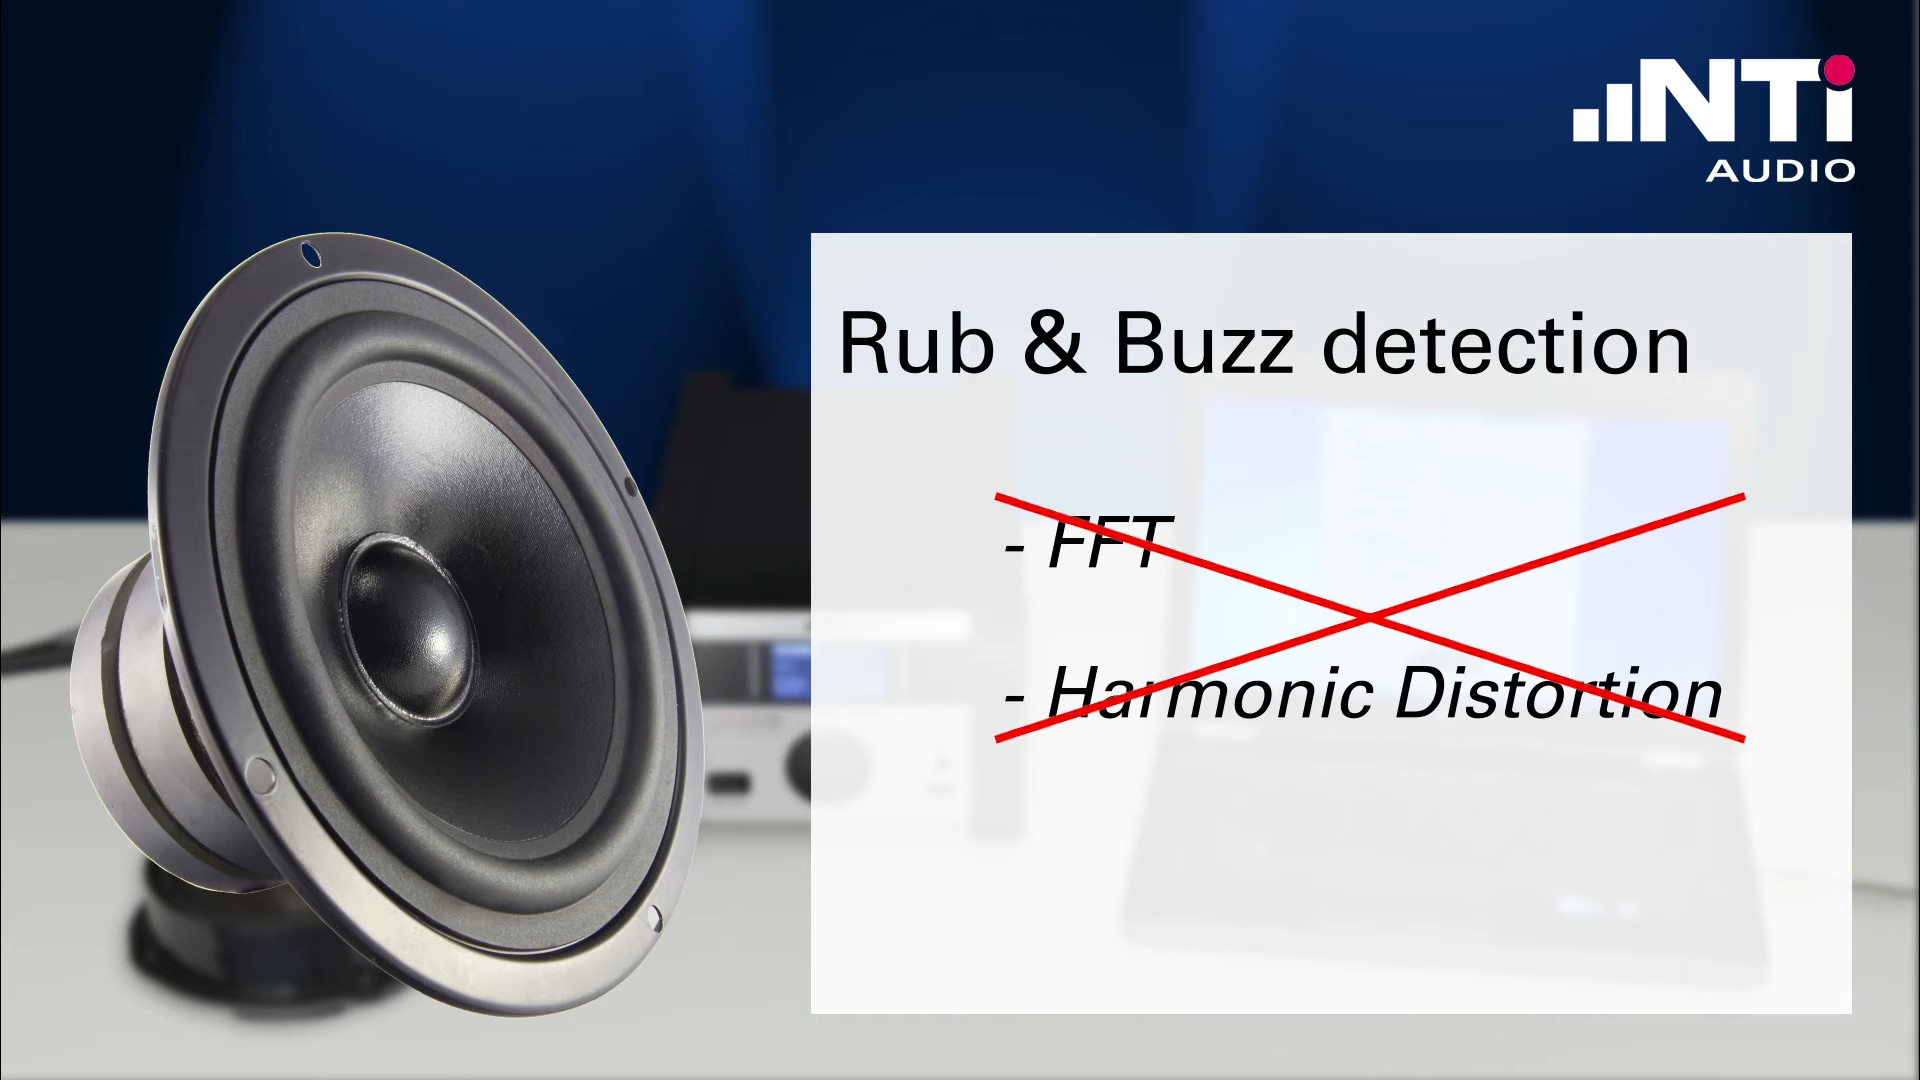 NTi
AUDIO
Rub & Buzz detection
- FFT
- Harmonic Distortion